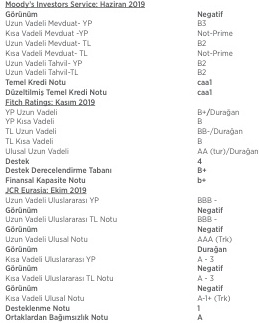 Moody's Investors Service: Haziran 2019
Görünüm Negatif
Uzun Vadeli Mevduat- YP B3
Kısa Vadeli Mevduat -YP Not-Prime
Uzun Vadeli Mevduat- TL B2
Kısa Vadeli Mevduat- TL Not-Prime
Uzun Vadeli Tahvil- YP B2
Uzun Vadeli Tahvil-TL B2
Temel Kredi Notu caa1
Düzeltilmiş Temel Kredi Notu caa1
Fitch Ratings: Kasım 2019
YP Uzun Vadeli B+/Durağan
YP Kısa Vadeli B
TL Uzun Vadeli BB-/Durağan
TL Kısa Vadeli B
Ulusal Uzun Vadeli AA (tur)/Durağan
Destek 4
Destek Derecelendirme Tabanı B+
Finansal Kapasite Notu b+
JCR Eurasia: Ekim 2019
Uzun Vadeli Uluslararası YP BBB -
Görünüm Negatif
Uzun Vadeli Uluslararası TL Notu BBB -
Görünüm Negatif
Uzun Vadeli Ulusal Notu AAA (Trk)
Görünüm Durağan
Kısa Vadeli Uluslararası YP A - 3
Görünüm Negatif
Kısa Vadeli Uluslararası TL Notu A - 3
Görünüm Negatif
Kısa Vadeli Ulusal Notu A-1+ (Trk)
Desteklenme Notu 1
Ortaklardan Bağımsızlık Notu A